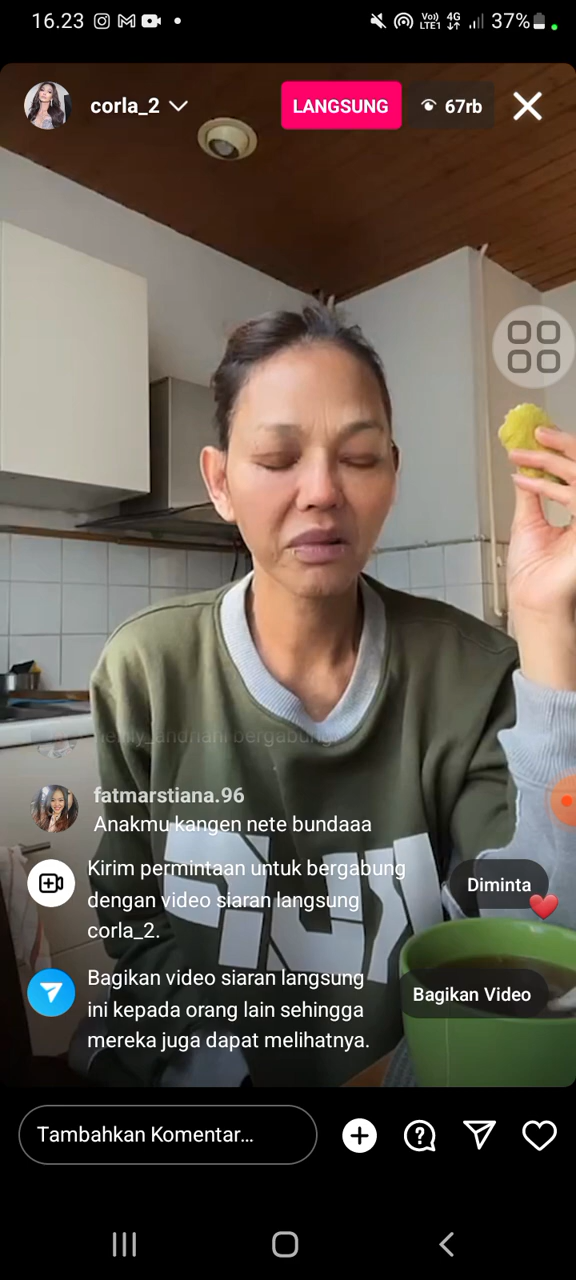 16.23
Vo))
LTE1
4G
37%
corla_2
LANGSUNG
67rb
fatmarstiana.96
Anakmu kangen nete bundaaa
Kirim permintaan untuk bergabung
dengan video siaran langsung
corla_2.
Diminta
Bagikan video siaran langsung
ini kepada orang lain sehingga
mereka juga dapat melihatnya.
Bagikan Video
Tambahkan Komentar...